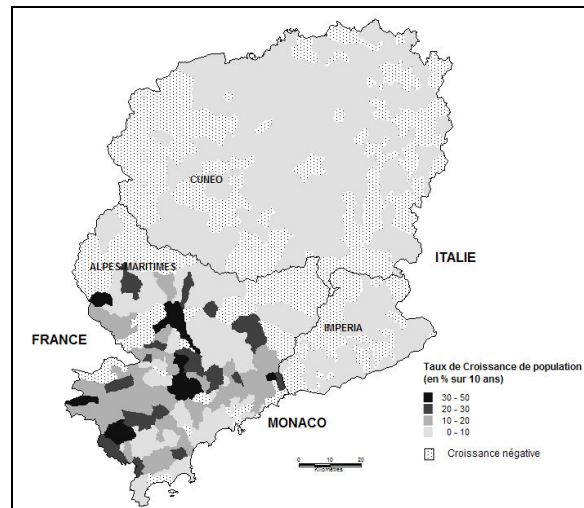 CUNEO
ITALIE
ALPES-MARITIMES
IMPERIA
FRANCE
MONACO
Taux de Croissance de population
(en % sur 10 ans)
30 - 50
20 - 30
10 - 20
0 - 10
Croissance négative
0 10 20
Kilomètres